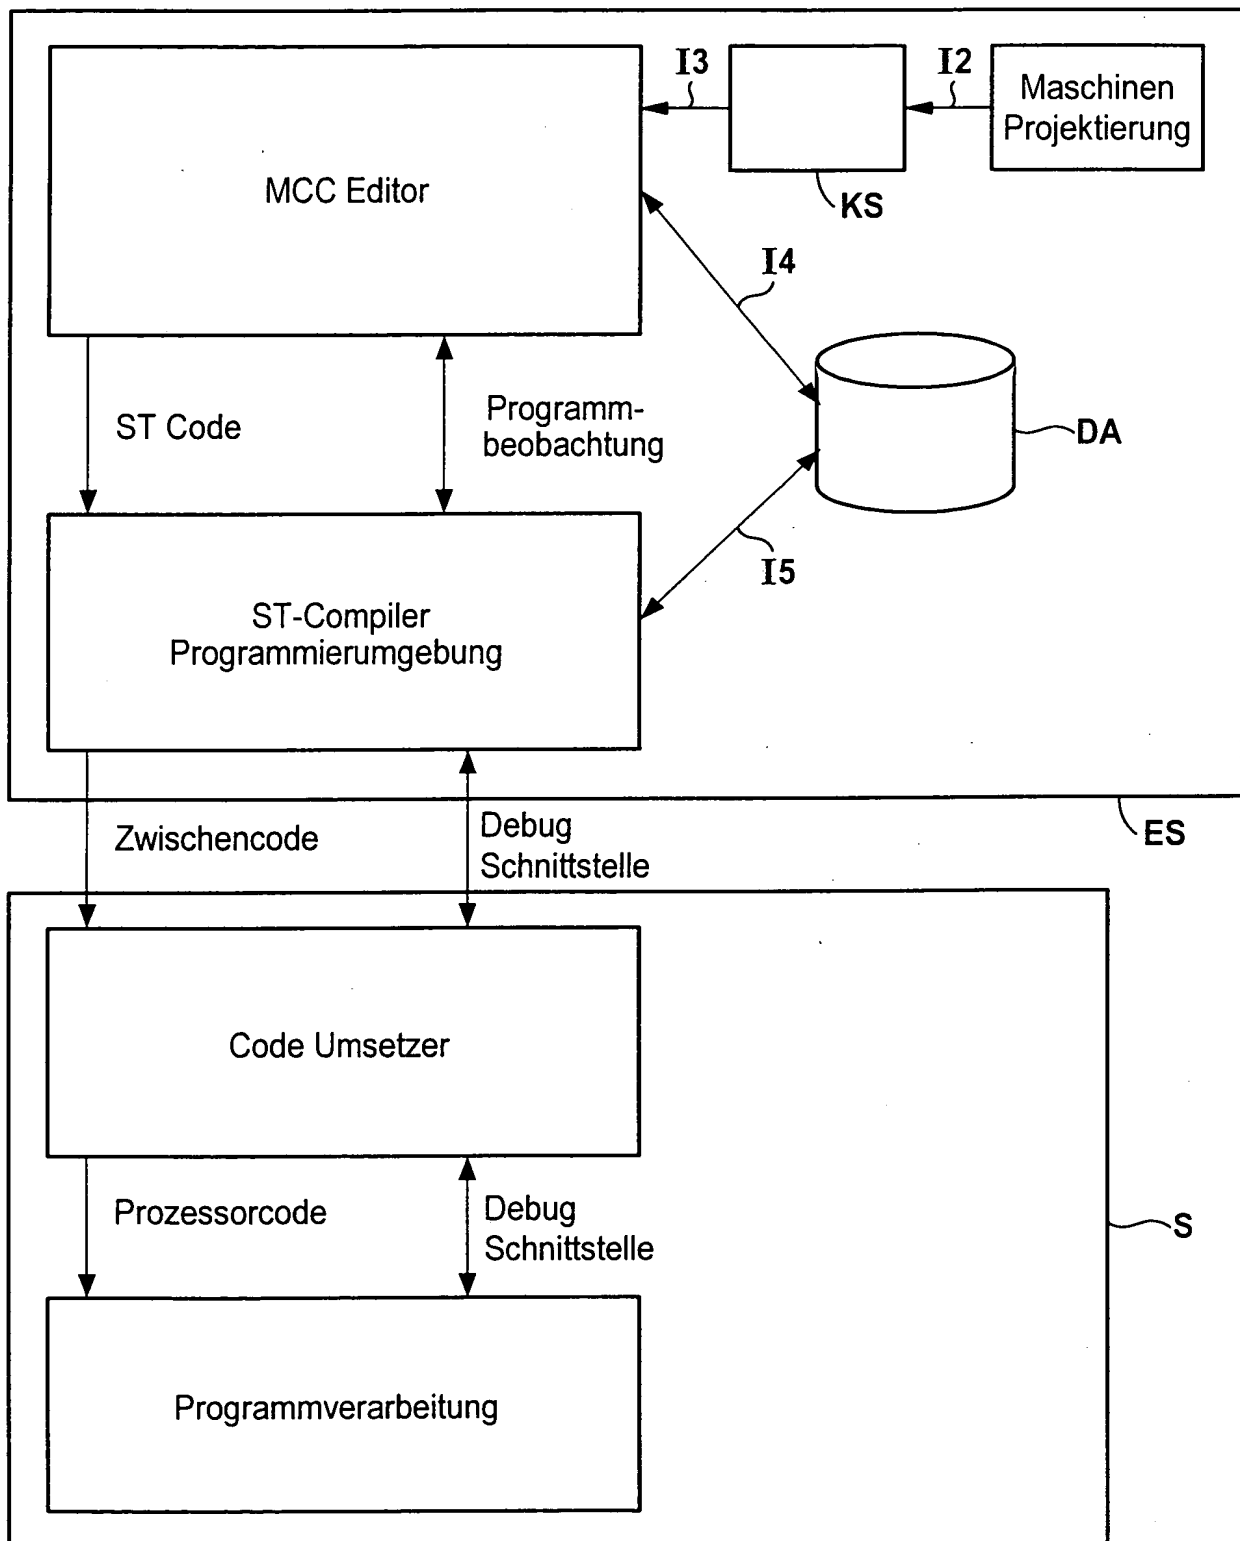 I3
I2
Maschinen
Projektierung
MCC Editor
KS
I4
DA
ST Code
Programm-
beobachtung
I5
ST-Compiler
Programmierumgebung
ES
Zwischencode
Debug
Schnittstelle
Code Umsetzer
Prozessorcode
Debug
Schnittstelle
S
Programmverarbeitung